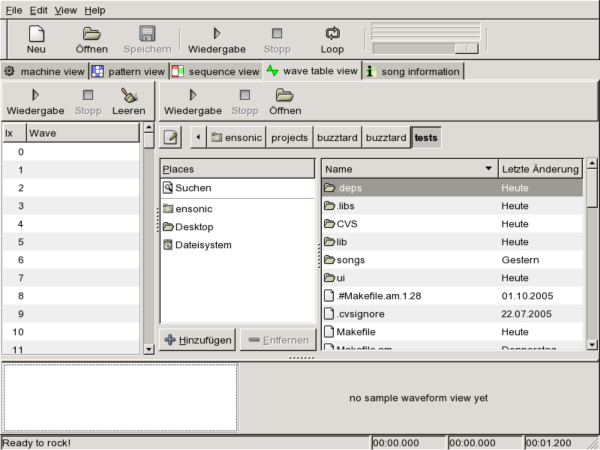 File Edit View Help
Neu Öffnen Speichern Wiedergabe Stopp Loop
machine view pattern view sequence view wave table view song information
Wiedergabe Stopp Leeren Wiedergabe Stopp Öffnen
Ix Wave
0
1
2
3
4
5
6
7
8
9
10
11
ensonic projects buzztard buzztard tests
Places
Suchen
ensonic
Desktop
Dateisystem
Hinzufügen Entfernen
Name Letzte Änderung
.deps Heute
.libs Heute
CVS Heute
lib Heute
songs Gestern
ui Heute
.#Makefile.am.1.28 01.10.2005
.cvsignore 22.07.2005
Makefile Heute
Makefile.am Donnerstag
no sample waveform view yet
Ready to rock! 00:00.000 00:00.000 00:01.200